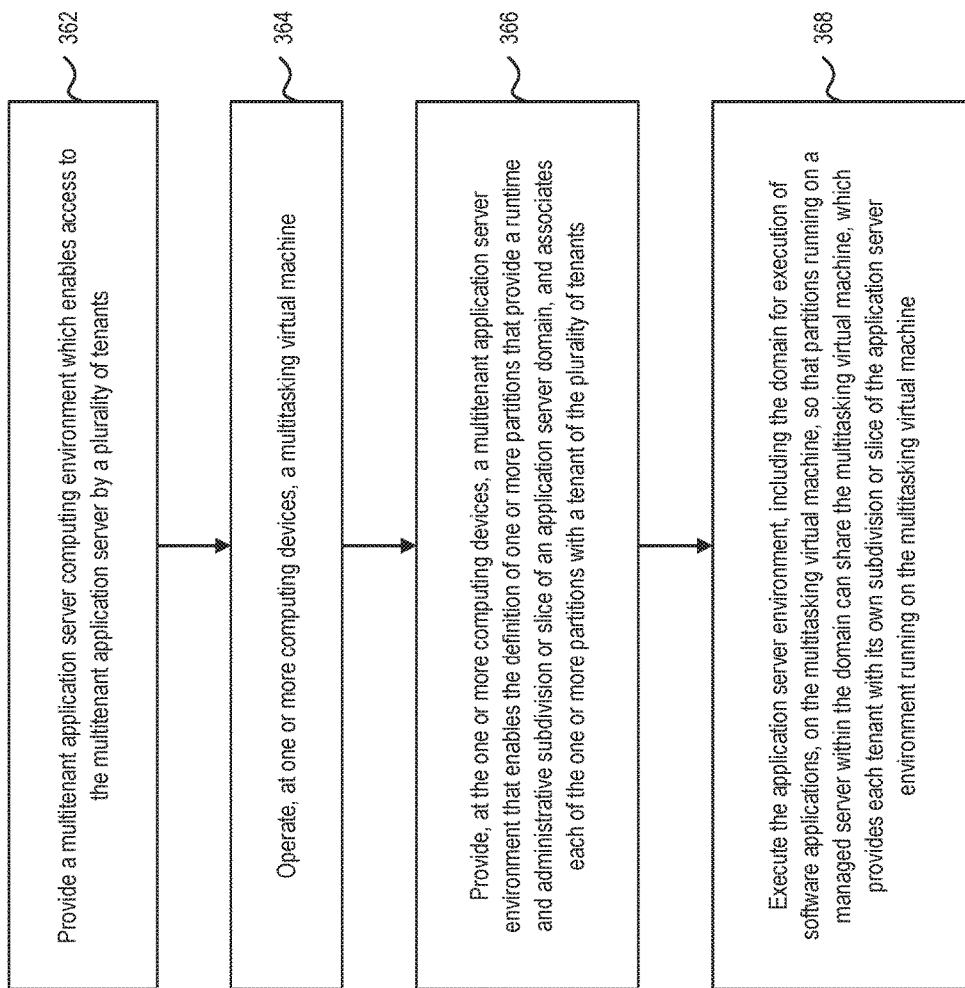 Provide a multitenant application server computing environment which enables access to
the multitenant application server by a plurality of tenants
362
Operate, at one or more computing devices, a multitasking virtual machine
364
Provide, at the one or more computing devices, a multitenant application server
environment that enables the definition of one or more partitions that provide a runtime
and administrative subdivision or slice of an application server domain, and associates
each of the one or more partitions with a tenant of the plurality of tenants
366
Execute the application server environment, including the domain for execution of
software applications, on the multitasking virtual machine, so that partitions running on a
managed server within the domain can share the multitasking virtual machine, which
provides each tenant with its own subdivision or slice of the application server
environment running on the multitasking virtual machine
368